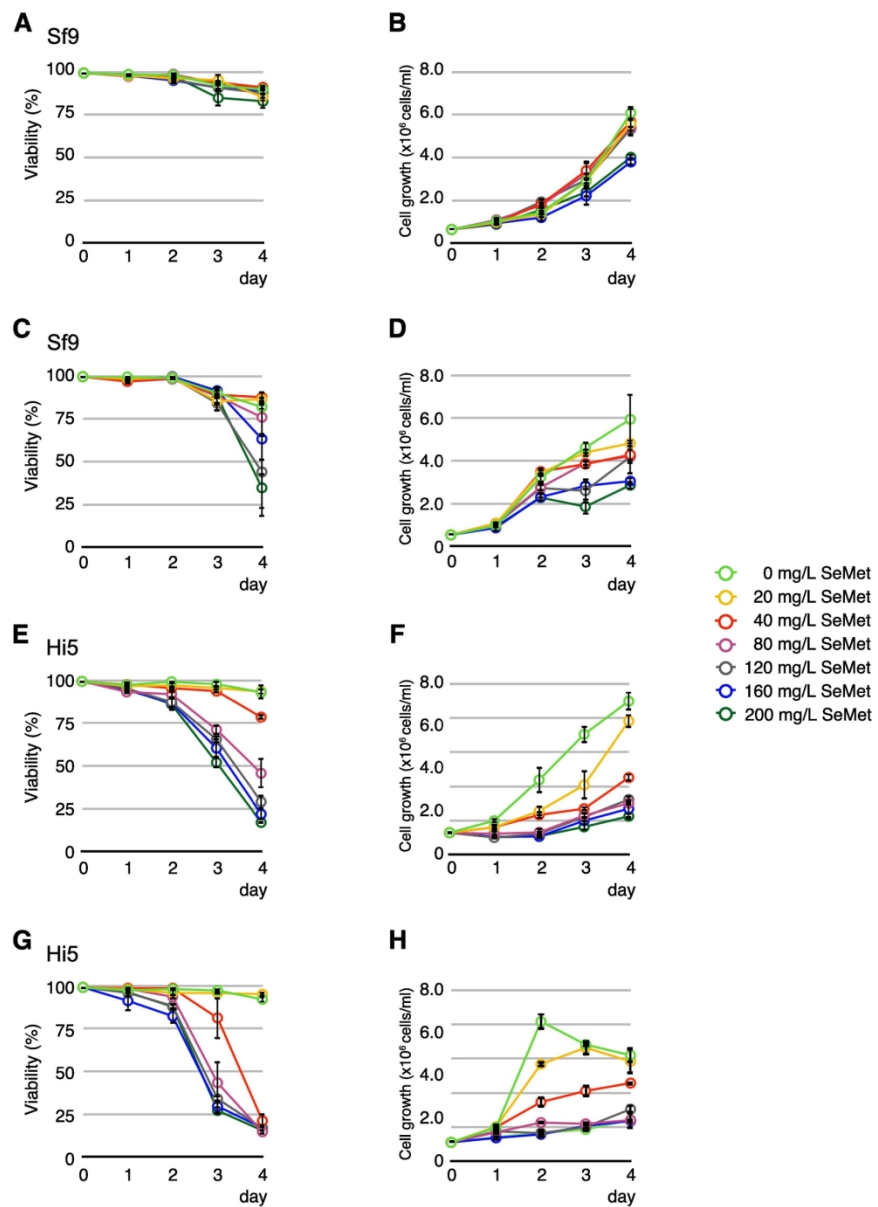 A
Sf9
100
75
50
25
0
Viability (%)
0 1 2 3 4
day
B
8.0
6.0
4.0
2.0
0
Cell growth (x10⁶ cells/ml)
0 1 2 3 4
day
C
Sf9
100
75
50
25
0
Viability (%)
0 1 2 3 4
day
D
8.0
6.0
4.0
2.0
0
Cell growth (x10⁶ cells/ml)
0 1 2 3 4
day
0 mg/L SeMet
20 mg/L SeMet
40 mg/L SeMet
80 mg/L SeMet
120 mg/L SeMet
160 mg/L SeMet
200 mg/L SeMet
E
Hi5
100
75
50
25
0
Viability (%)
0 1 2 3 4
day
F
8.0
6.0
4.0
2.0
0
Cell growth (x10⁶ cells/ml)
0 1 2 3 4
day
G
Hi5
100
75
50
25
0
Viability (%)
0 1 2 3 4
day
H
8.0
6.0
4.0
2.0
0
Cell growth (x10⁶ cells/ml)
0 1 2 3 4
day